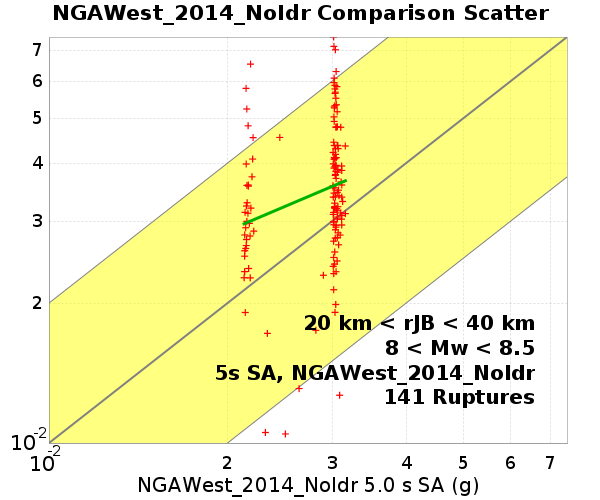 NGAWest_2014_NoIdr Comparison Scatter
7
6
5
4
3
2
10-2
10-2
2
3
4
5
6
7
20 km < rJB < 40 km
8 < Mw < 8.5
5s SA, NGAWest_2014_NoIdr
141 Ruptures
NGAWest_2014_NoIdr 5.0 s SA (g)